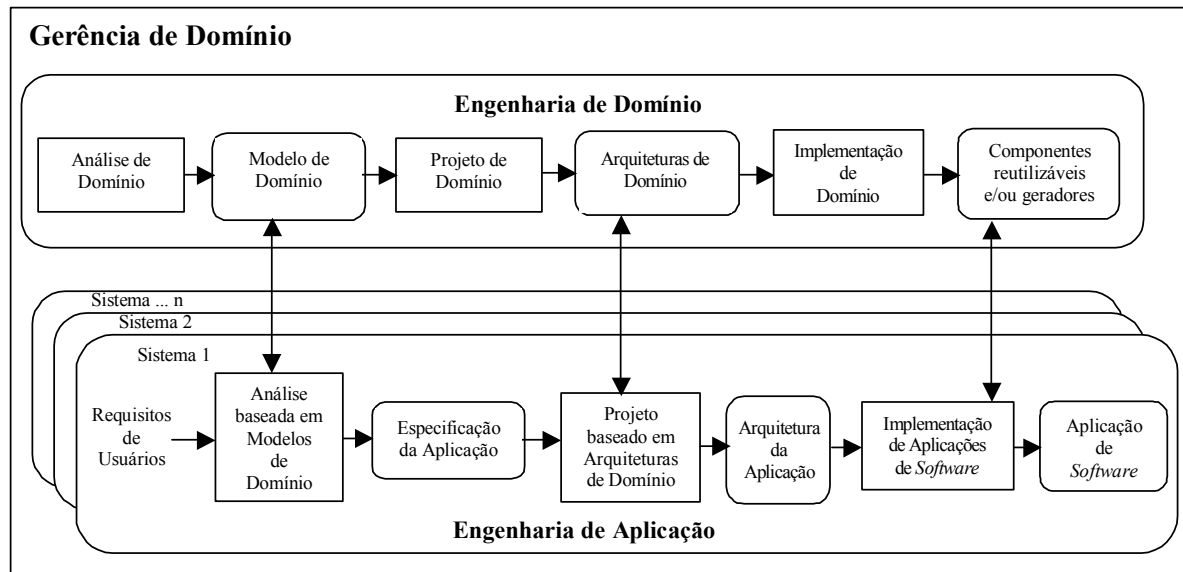 Gerência de Domínio
Engenharia de Domínio
Análise de
Domínio
Modelo de
Domínio
Projeto de
Domínio
Arquiteturas de
Domínio
Implementação
de
Domínio
Componentes
reutilizáveis
e/ou geradores
Sistema ... n
Sistema 2
Sistema 1
Requisitos
de
Usuários
Análise
baseada em
Modelos
de
Domínio
Especificação
da Aplicação
Projeto
baseado em
Arquiteturas
de Domínio
Arquitetura
da
Aplicação
Implementação
de Aplicações
de Software
Aplicação
de
Software
Engenharia de Aplicação